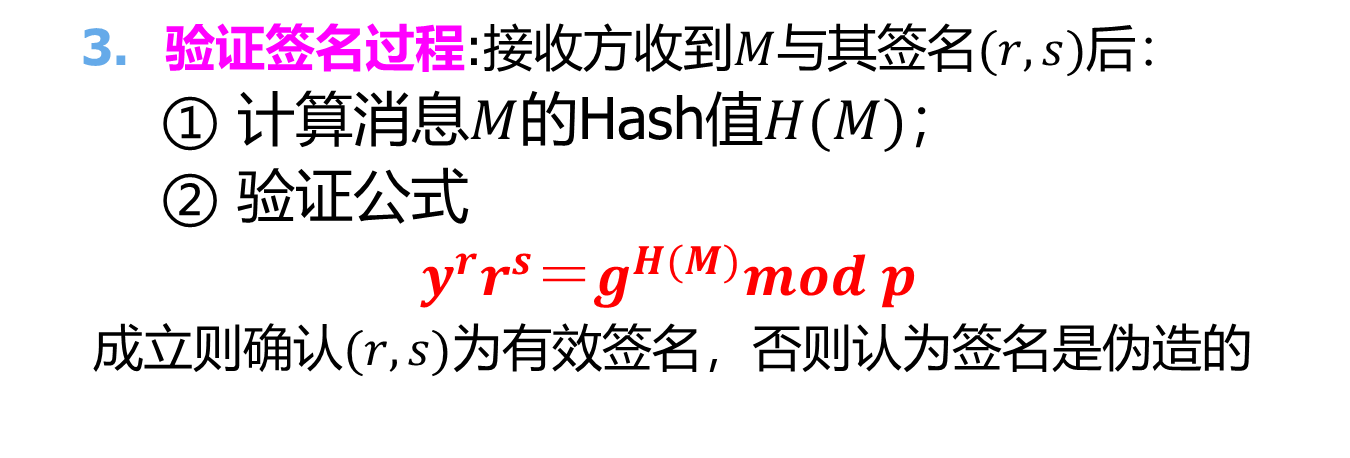 3. 验证签名过程:接收方收到M与其签名(r,s)后：
① 计算消息M的Hash值H(M)；
② 验证公式
y^r r^s＝g^{H(M)} mod p
成立则确认(r,s)为有效签名，否则认为签名是伪造的